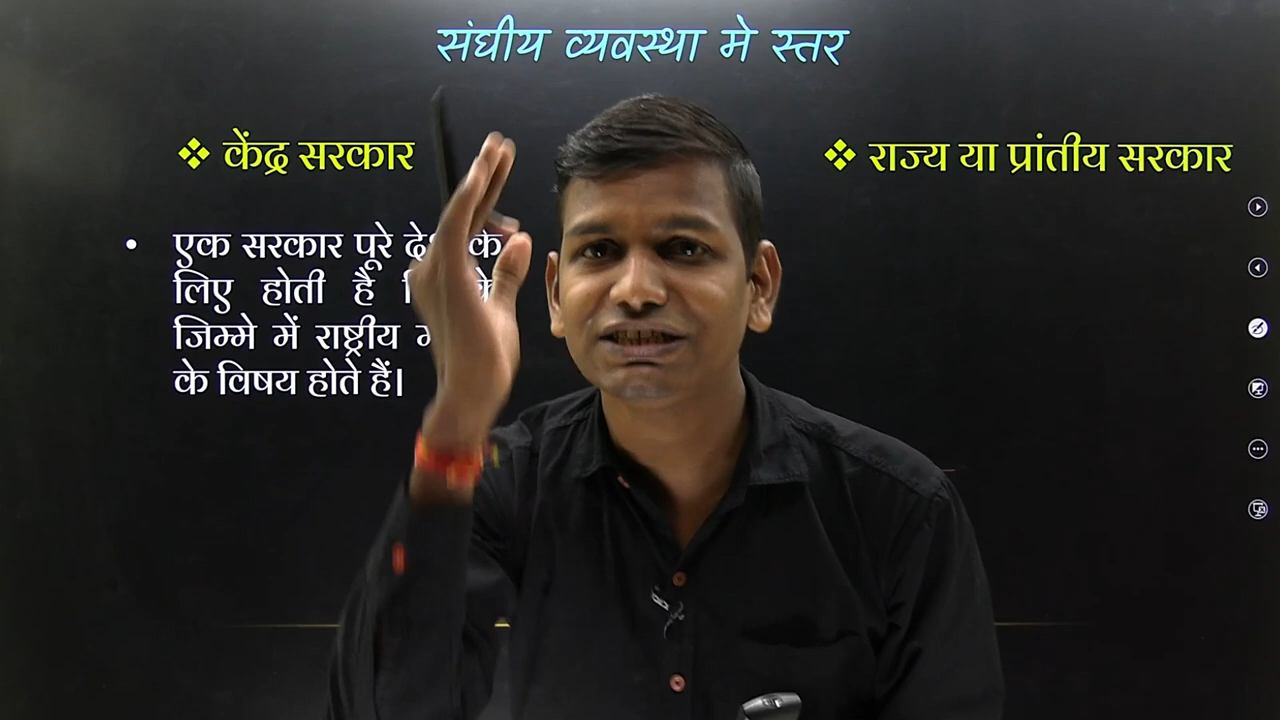 संघीय व्यवस्था मे स्तर
❖ केंद्र सरकार
❖ राज्य या प्रांतीय सरकार
• एक सरकार पूरे के
लिए होती है
जिम्मे में राष्ट्रीय
के विषय होते हैं।